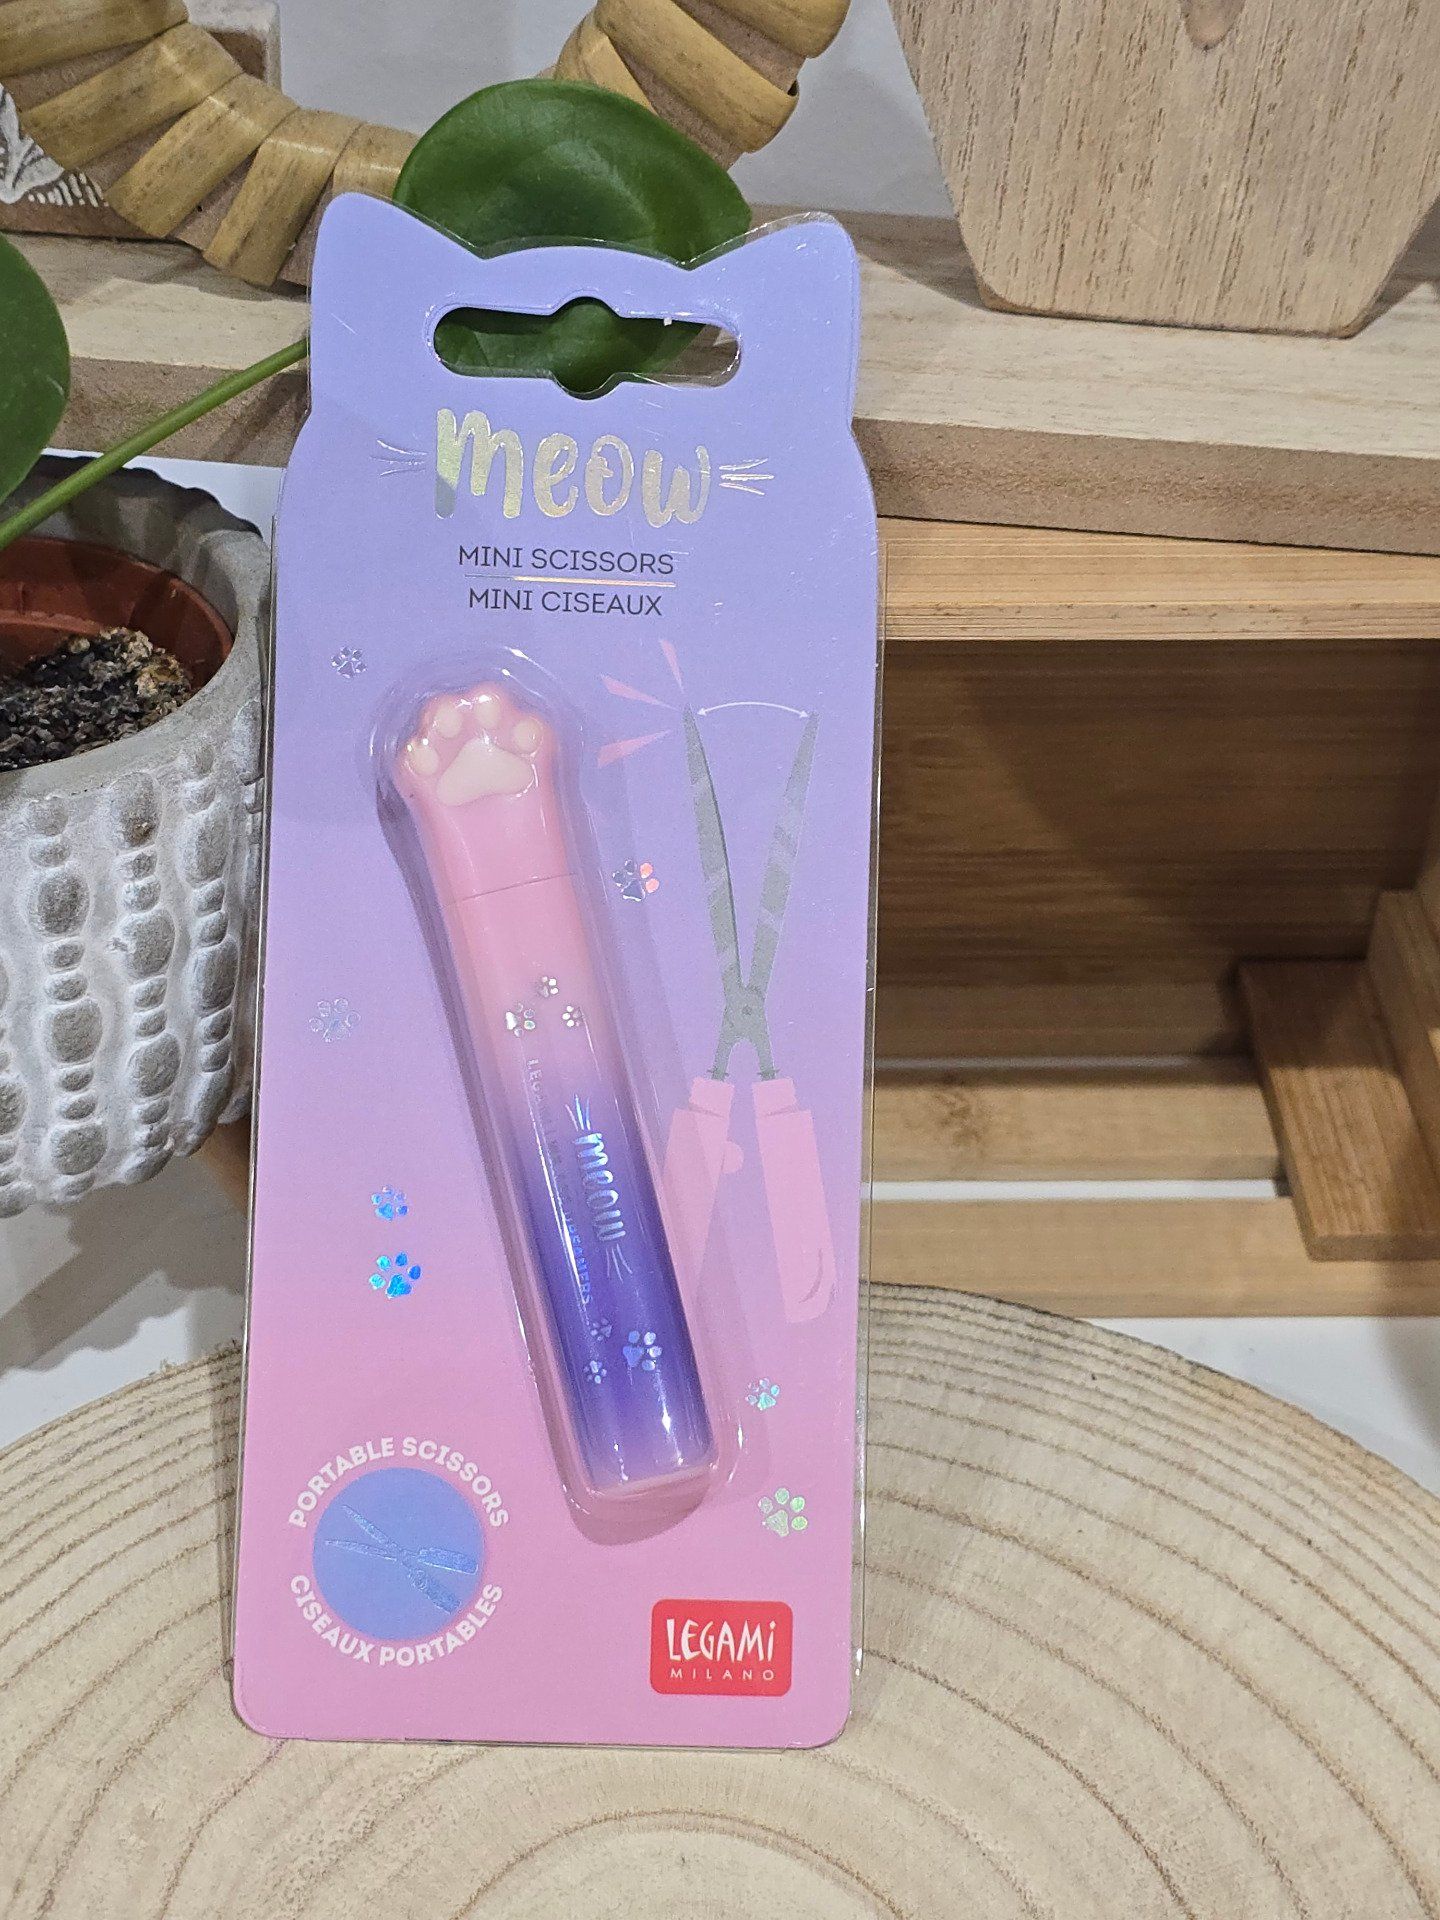 meow
MINI SCISSORS
MINI CISEAUX
meow
PORTABLE SCISSORS
CISEAUX PORTABLES
LEGAMi
MILANO